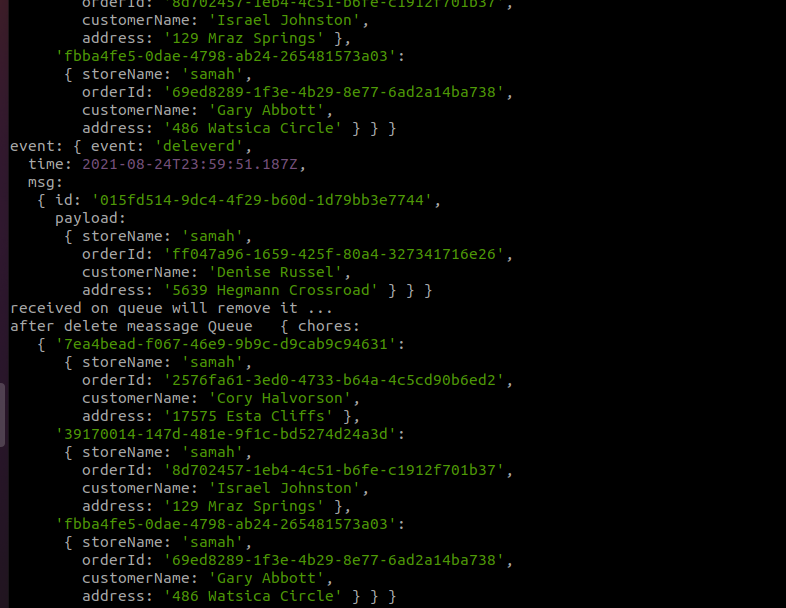 orderId: '8d702457-1eb4-4c51-b6fe-c1912f701b37',
customerName: 'Israel Johnston',
address: '129 Mraz Springs' },
'fbba4fe5-0dae-4798-ab24-265481573a03':
{ storeName: 'samah',
orderId: '69ed8289-1f3e-4b29-8e77-6ad2a14ba738',
customerName: 'Gary Abbott',
address: '486 Watsica Circle' } } }
event: { event: 'deleverd',
time: 2021-08-24T23:59:51.187Z,
msg:
{ id: '015fd514-9dc4-4f29-b60d-1d79bb3e7744',
payload:
{ storeName: 'samah',
orderId: 'ff047a96-1659-425f-80a4-327341716e26',
customerName: 'Denise Russel',
address: '5639 Hegmann Crossroad' } } }
received on queue will remove it ...
after delete meassage Queue   { chores:
{ '7ea4bead-f067-46e9-9b9c-d9cab9c94631':
{ storeName: 'samah',
orderId: '2576fa61-3ed0-4733-b64a-4c5cd90b6ed2',
customerName: 'Cory Halvorson',
address: '17575 Esta Cliffs' },
'39170014-147d-481e-9f1c-bd5274d24a3d':
{ storeName: 'samah',
orderId: '8d702457-1eb4-4c51-b6fe-c1912f701b37',
customerName: 'Israel Johnston',
address: '129 Mraz Springs' },
'fbba4fe5-0dae-4798-ab24-265481573a03':
{ storeName: 'samah',
orderId: '69ed8289-1f3e-4b29-8e77-6ad2a14ba738',
customerName: 'Gary Abbott',
address: '486 Watsica Circle' } } }